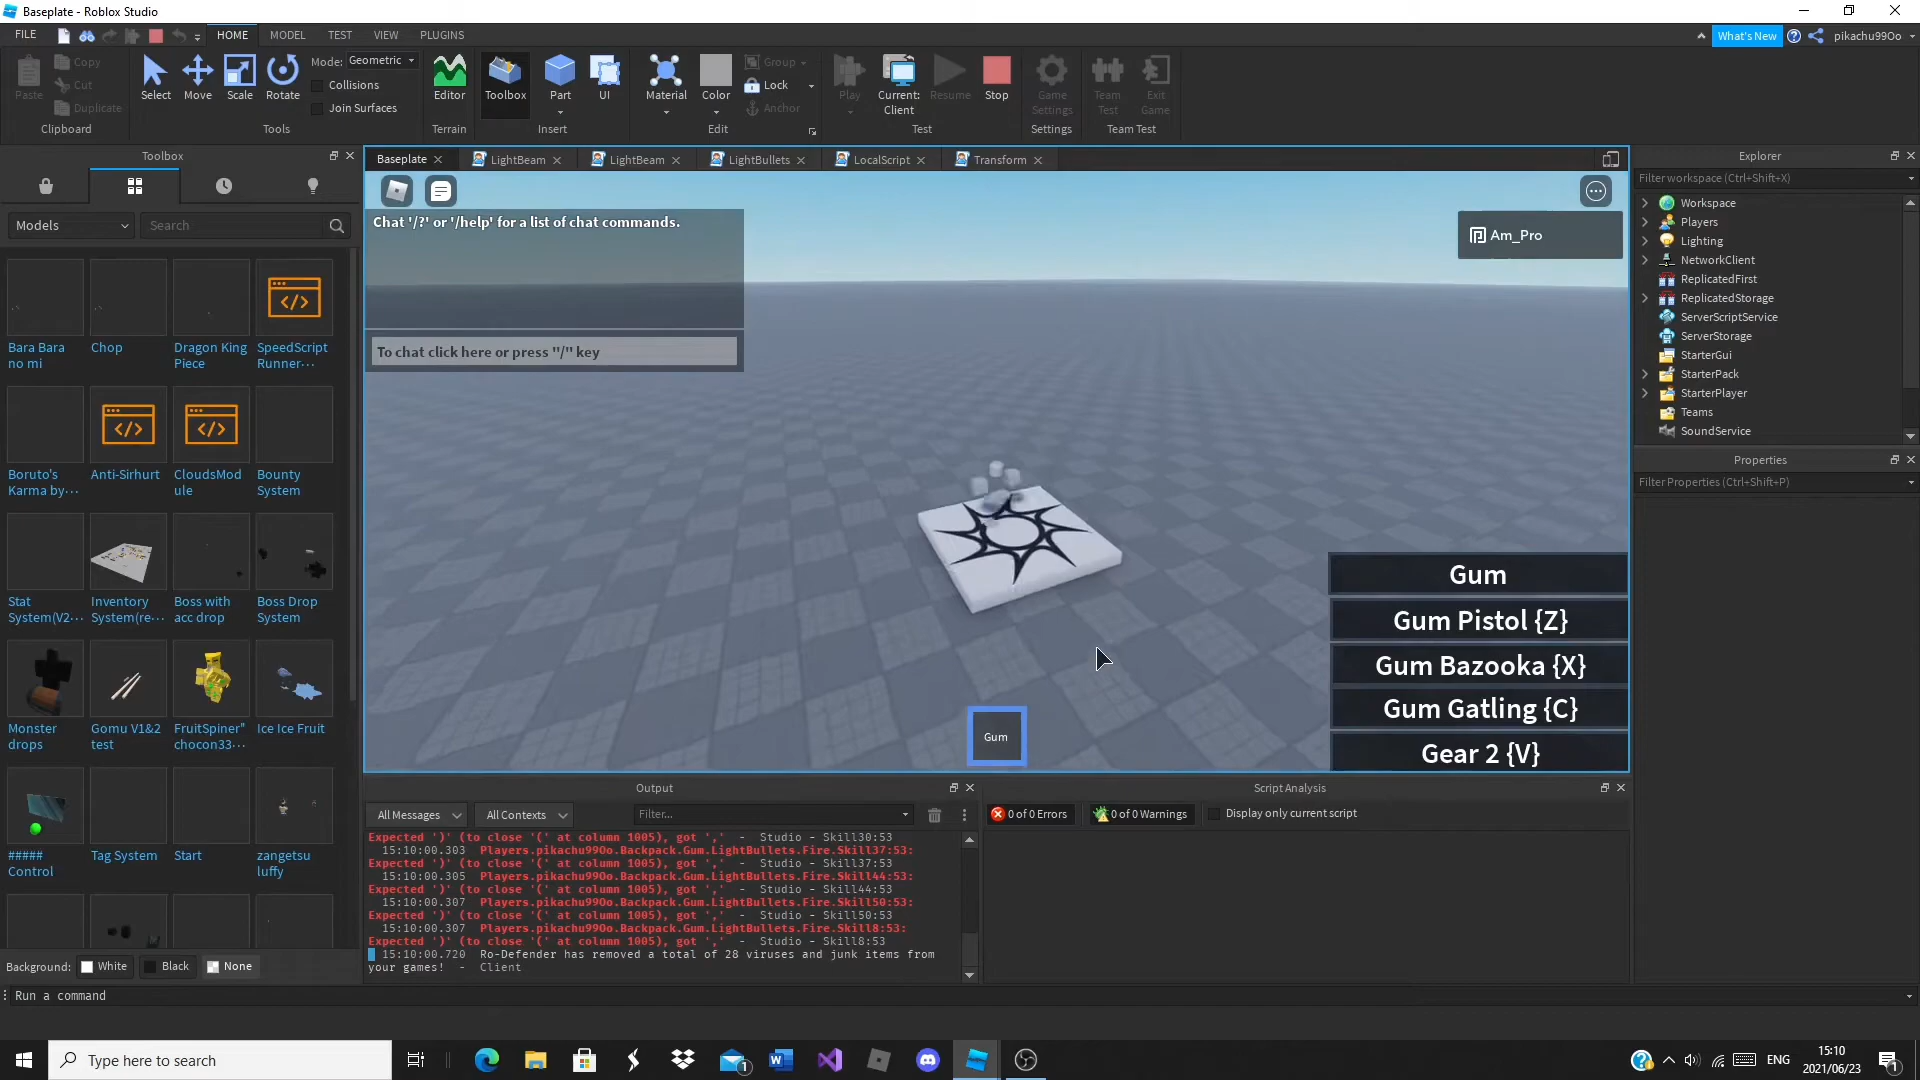 Baseplate - Roblox Studio
FILE
HOME
MODEL
TEST
VIEW
PLUGINS
What's New
pikachu99Oo
Paste
Copy
Cut
Duplicate
Clipboard
Select
Move
Scale
Rotate
Mode: Geometric
Collisions
Join Surfaces
Tools
Editor
Terrain
Toolbox
Part
UI
Insert
Material
Color
Group
Lock
Anchor
Edit
Play
Current:
Client
Resume
Stop
Test
Game
Settings
Settings
Team
Test
Exit
Game
Team Test
Toolbox
Models
Search
Bara Bara
no mi
Chop
Dragon King
Piece
SpeedScript
Runner···
Boruto's
Karma by···
Anti-Sirhurt
CloudsMod
ule
Bounty
System
Stat
System(V2···
Inventory
System(re···
Boss with
acc drop
Boss Drop
System
Monster
drops
Gomu V1&2
test
FruitSpiner"
chocon33···
Ice Ice Fruit
#####
Control
Tag System
Start
zangetsu
luffy
Background:
White
Black
None
Run a command
Baseplate
LightBeam
LightBeam
LightBullets
LocalScript
Transform
Chat '/?' or '/help' for a list of chat commands.
To chat click here or press "/" key
Am_Pro
Gum
Gum Pistol {Z}
Gum Bazooka {X}
Gum Gatling {C}
Gear 2 {V}
Gum
Output
All Messages
All Contexts
Filter...
Expected ')' (to close '(' at column 1005), got ',' - Studio - Skill30:53
15:10:00.303 Players.pikachu99Oo.Backpack.Gum.LightBullets.Fire.Skill37:53:
Expected ')' (to close '(' at column 1005), got ',' - Studio - Skill37:53
15:10:00.305 Players.pikachu99Oo.Backpack.Gum.LightBullets.Fire.Skill44:53:
Expected ')' (to close '(' at column 1005), got ',' - Studio - Skill44:53
15:10:00.307 Players.pikachu99Oo.Backpack.Gum.LightBullets.Fire.Skill50:53:
Expected ')' (to close '(' at column 1005), got ',' - Studio - Skill50:53
15:10:00.307 Players.pikachu99Oo.Backpack.Gum.LightBullets.Fire.Skill8:53:
Expected ')' (to close '(' at column 1005), got ',' - Studio - Skill8:53
15:10:00.720 Ro-Defender has removed a total of 28 viruses and junk items from
your games! - Client
Script Analysis
0 of 0 Errors
0 of 0 Warnings
Display only current script
Explorer
Filter workspace (Ctrl+Shift+X)
Workspace
Players
Lighting
NetworkClient
ReplicatedFirst
ReplicatedStorage
ServerScriptService
ServerStorage
StarterGui
StarterPack
StarterPlayer
Teams
SoundService
Properties
Filter Properties (Ctrl+Shift+P)
Type here to search
1
ENG
15:10
2021/06/23
1